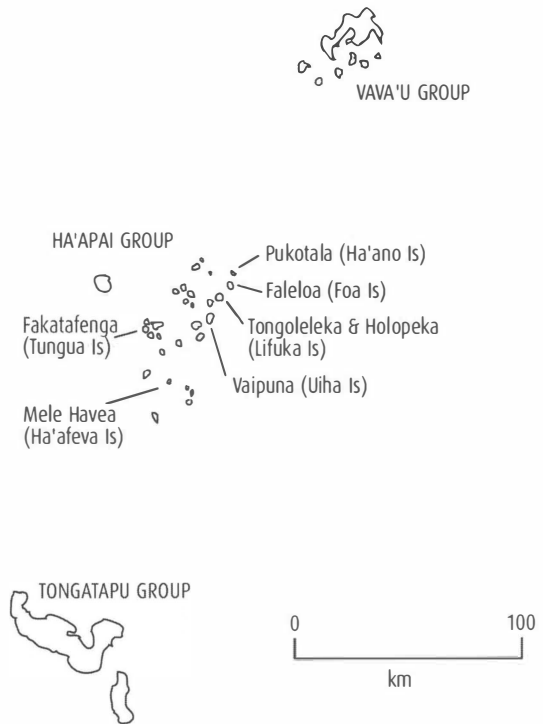 VAVA'U GROUP
HA'APAI GROUP
Pukotala (Ha'ano Is)
Faleloa (Foa Is)
Tongoleleka & Holopeka
(Lifuka Is)
Fakatafenga
(Tungua Is)
Vaipuna (Uiha Is)
Mele Havea
(Ha'afeva Is)
TONGATAPU GROUP
0 100
km